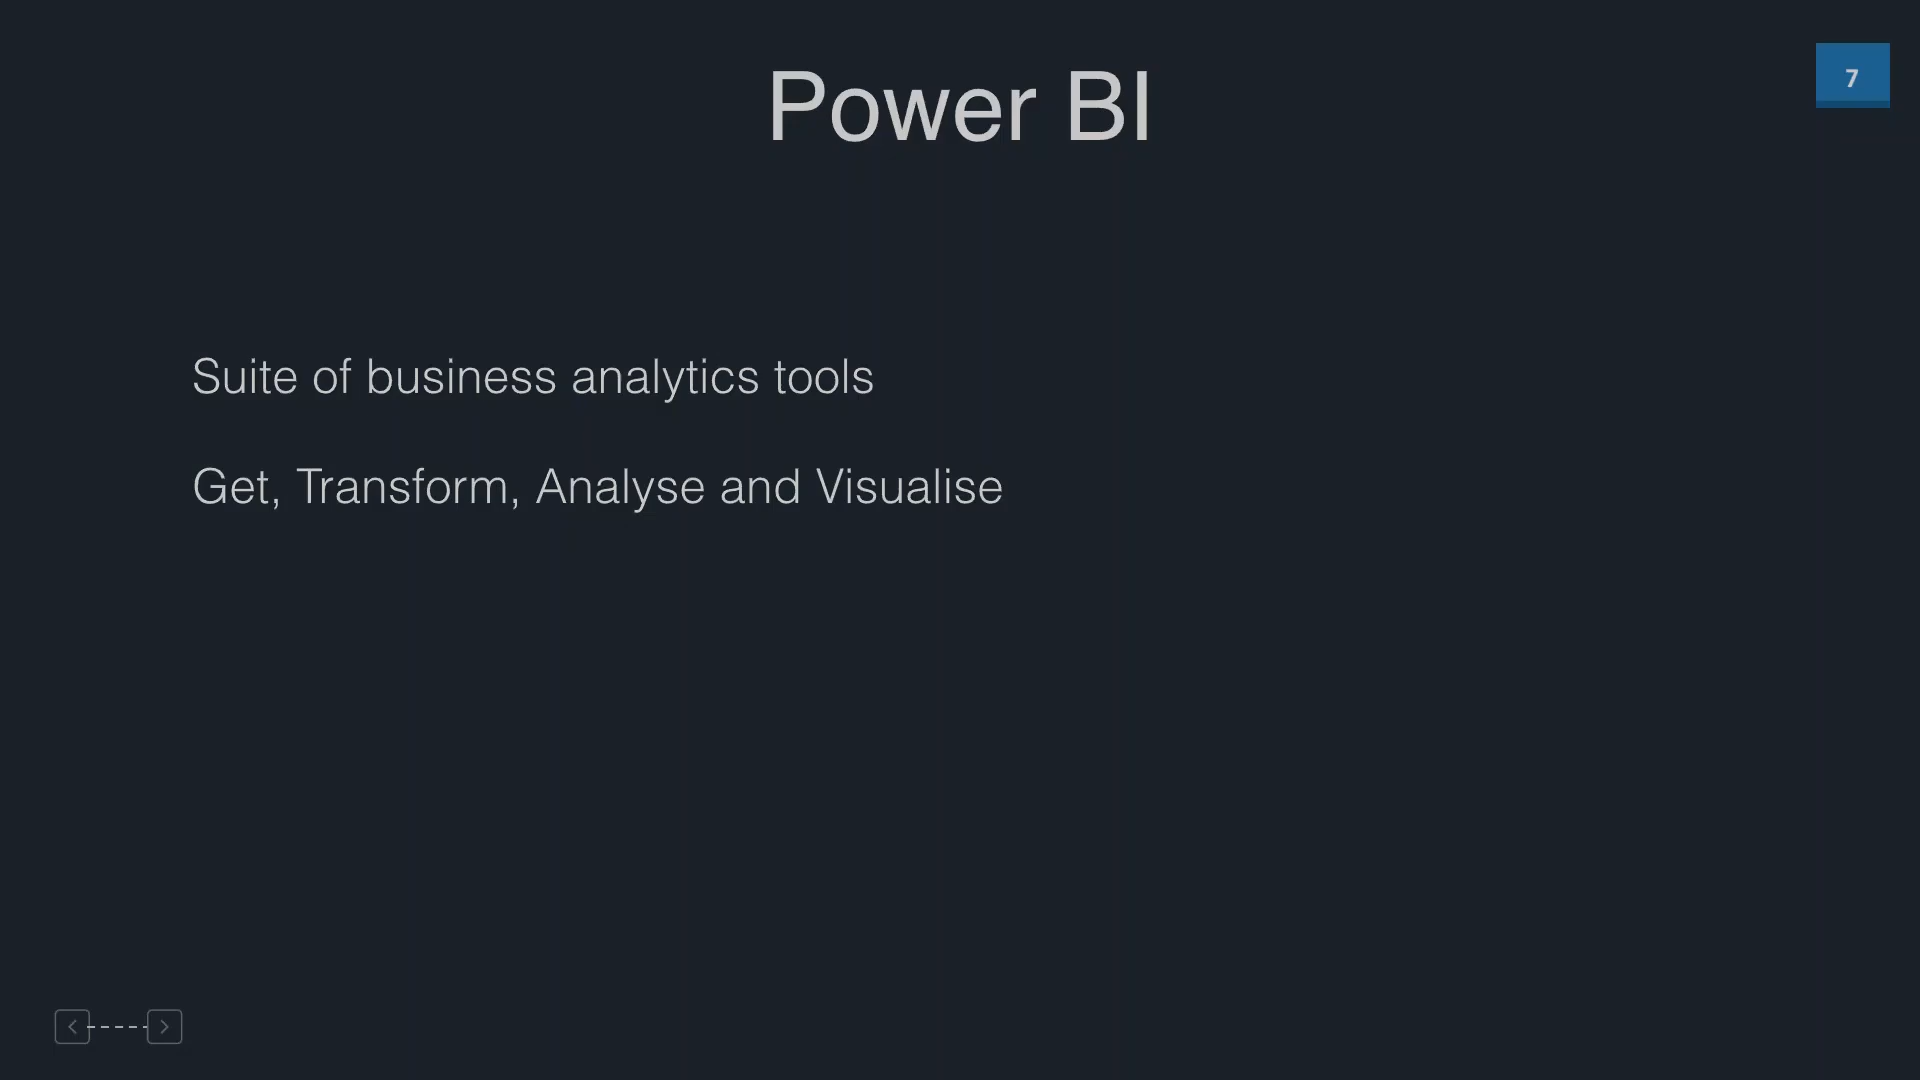 Power BI
7
Suite of business analytics tools
Get, Transform, Analyse and Visualise